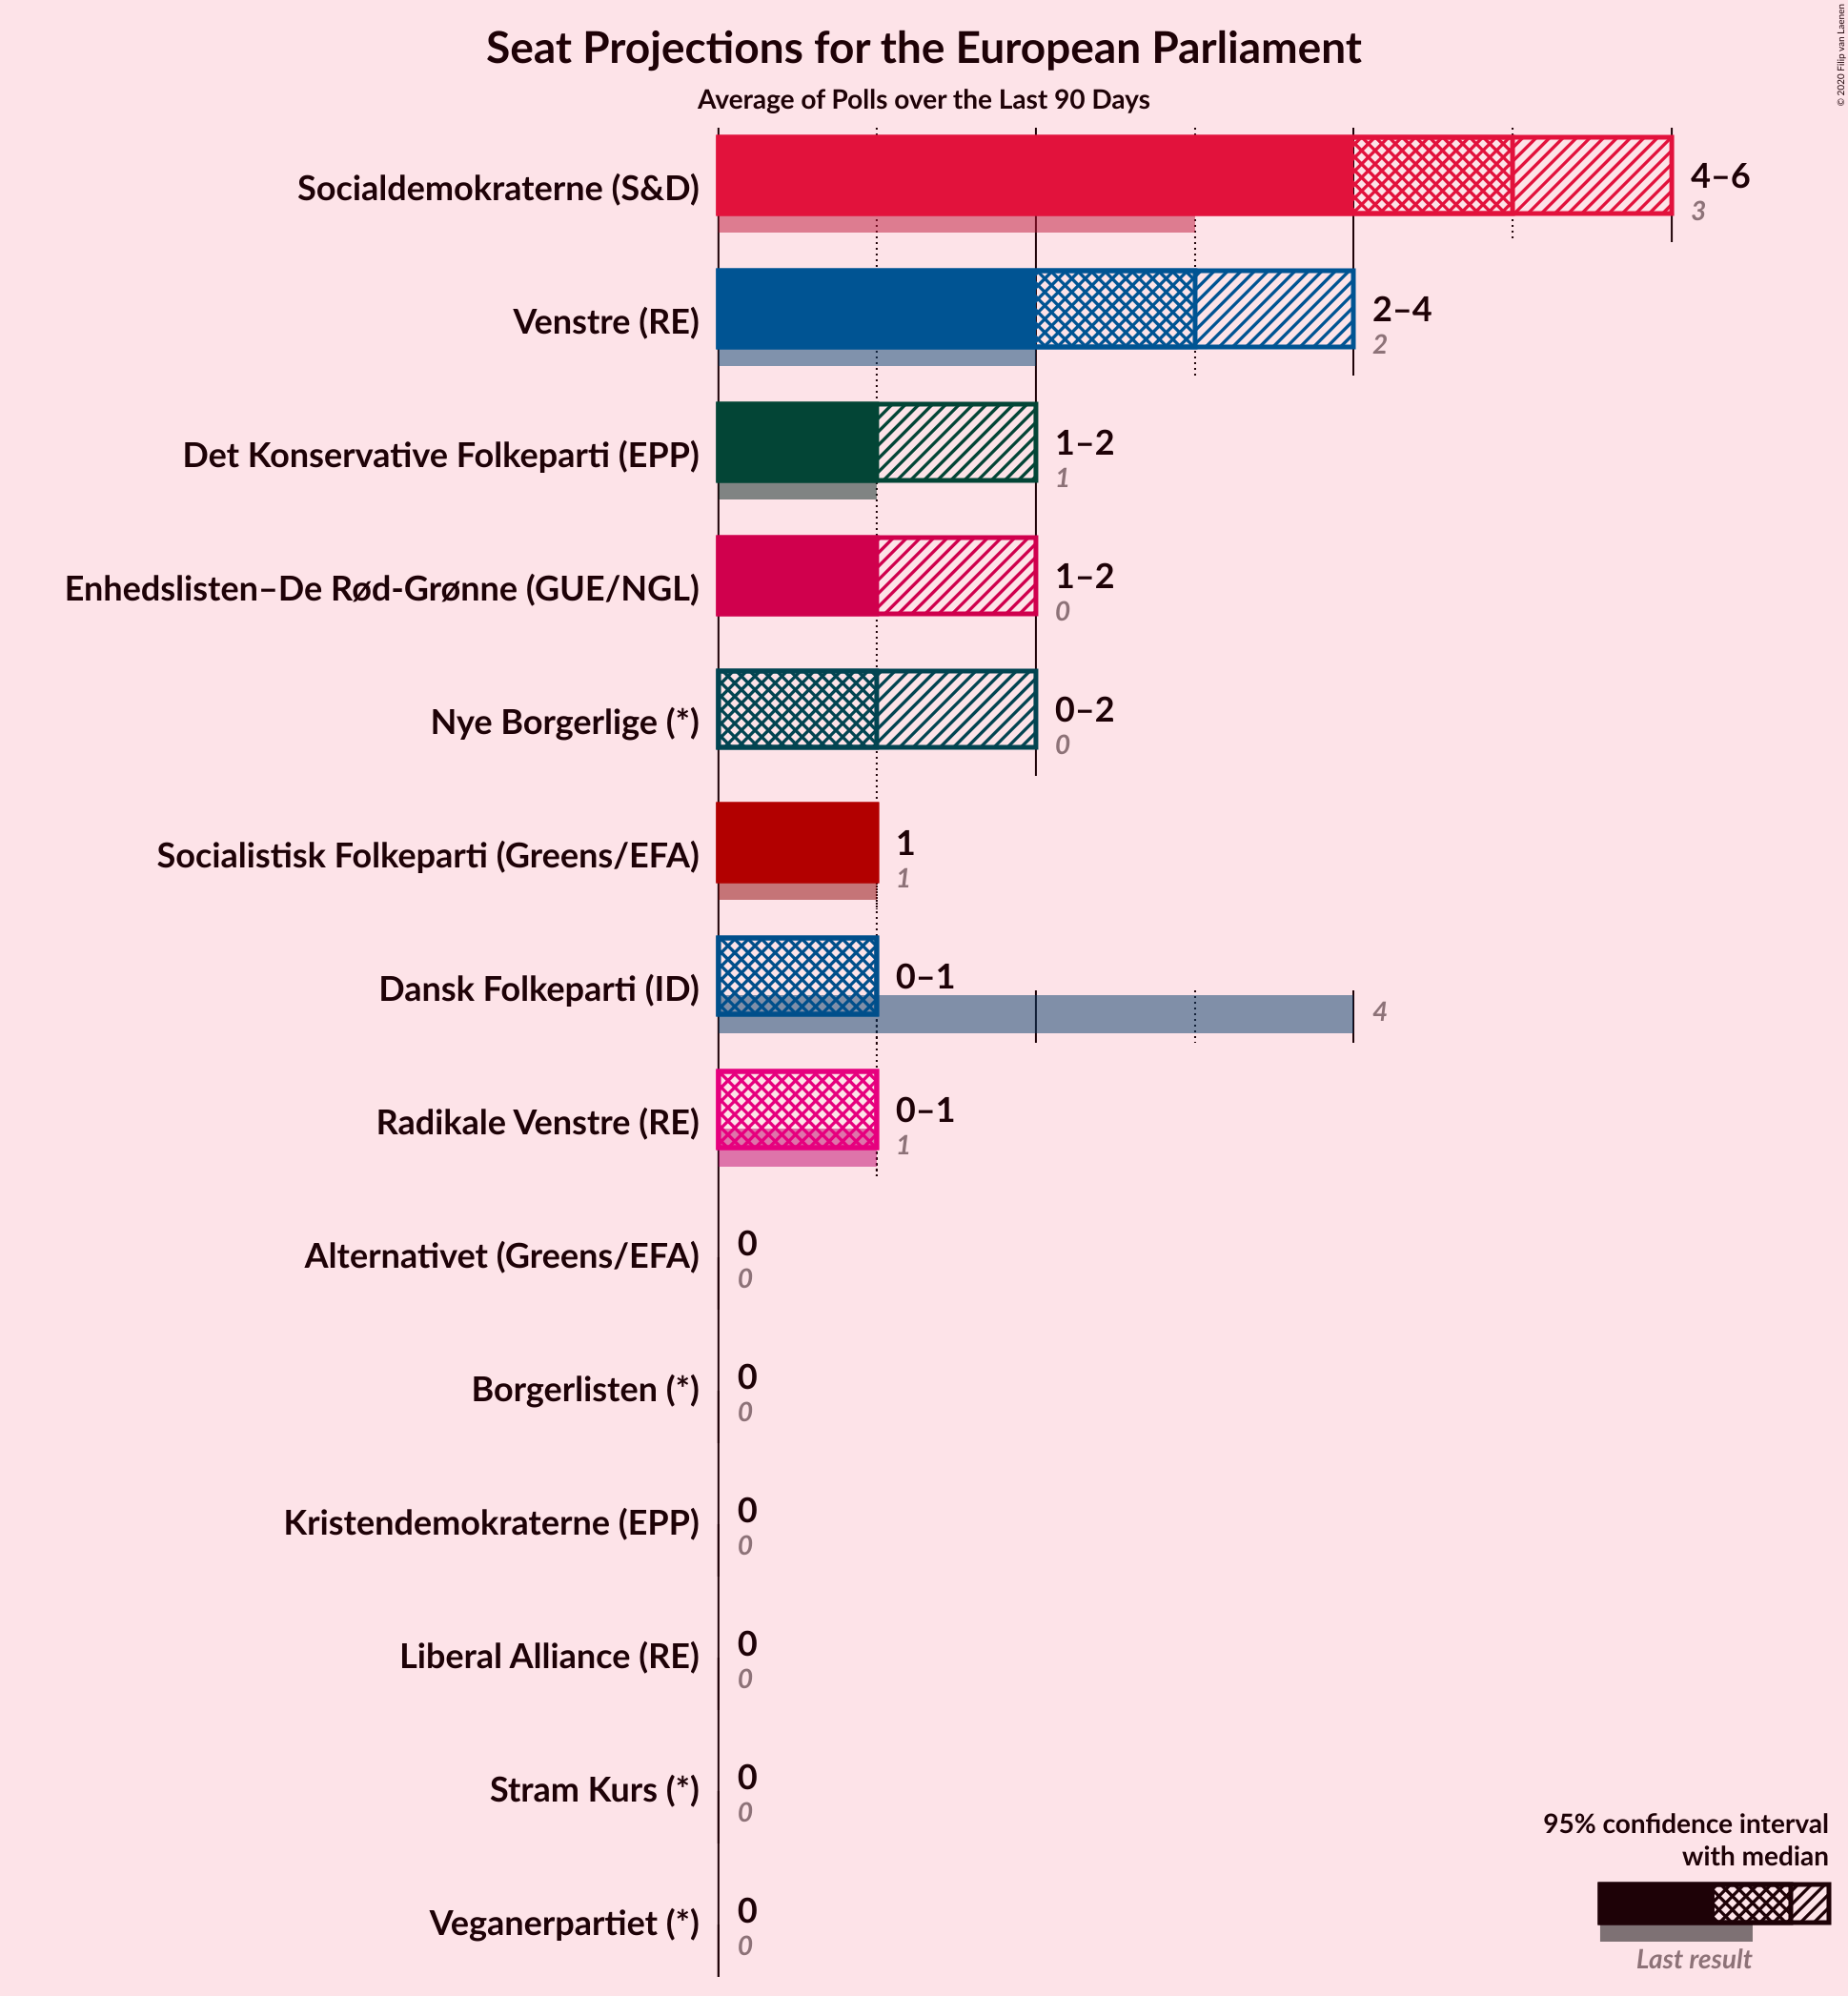 Seat Projections for the European Parliament
Average of Polls over the Last 90 Days
© 2020 Filip van Laenen
Socialdemokraterne (S&D)
4–6
3
Venstre (RE)
2–4
2
Det Konservative Folkeparti (EPP)
1–2
1
Enhedslisten–De Rød-Grønne (GUE/NGL)
1–2
0
Nye Borgerlige (*)
0–2
0
Socialistisk Folkeparti (Greens/EFA)
1
1
Dansk Folkeparti (ID)
0–1
4
Radikale Venstre (RE)
0–1
1
Alternativet (Greens/EFA)
0
0
Borgerlisten (*)
0
0
Kristendemokraterne (EPP)
0
0
Liberal Alliance (RE)
0
0
Stram Kurs (*)
0
0
Veganerpartiet (*)
0
0
95% confidence interval
with median
Last result